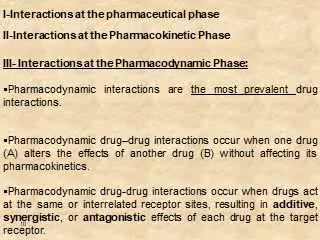 I-Interactions at the pharmaceutical phase
II-Interactions at the Pharmacokinetic Phase
III- Interactions at the Pharmacodynamic Phase:
▪Pharmacodynamic interactions are the most prevalent drug
interactions.
▪Pharmacodynamic drug–drug interactions occur when one drug
(A) alters the effects of another drug (B) without affecting its
pharmacokinetics.
▪Pharmacodynamic drug-drug interactions occur when drugs act
at the same or interrelated receptor sites, resulting in additive,
synergistic, or antagonistic effects of each drug at the target
receptor.